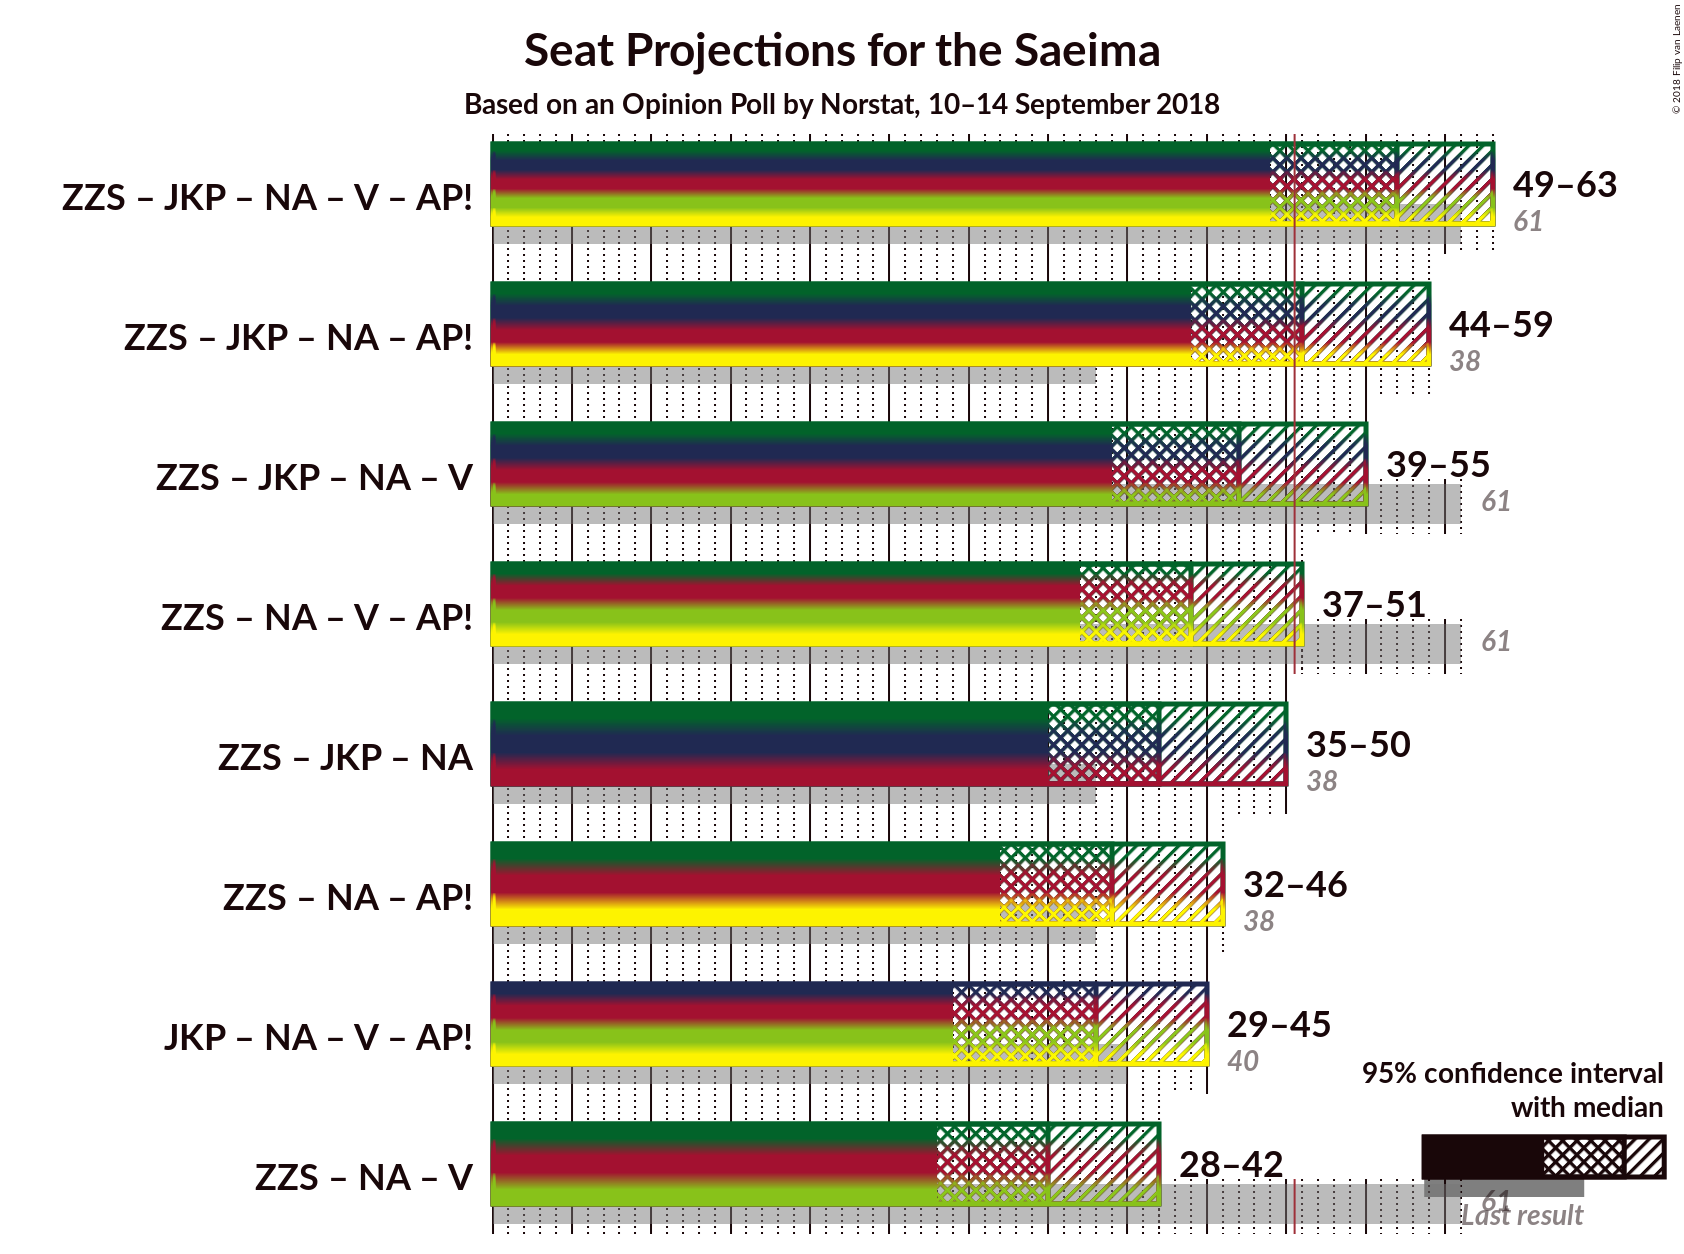 © 2018 Filip van Laenen
Seat Projections for the Saeima
Based on an Opinion Poll by Norstat, 10–14 September 2018
ZZS – JKP – NA – V – AP!
49–63
61
ZZS – JKP – NA – AP!
44–59
38
ZZS – JKP – NA – V
39–55
61
ZZS – NA – V – AP!
37–51
61
ZZS – JKP – NA
35–50
38
ZZS – NA – AP!
32–46
38
JKP – NA – V – AP!
29–45
40
ZZS – NA – V
28–42
61
95% confidence interval
with median
Last result